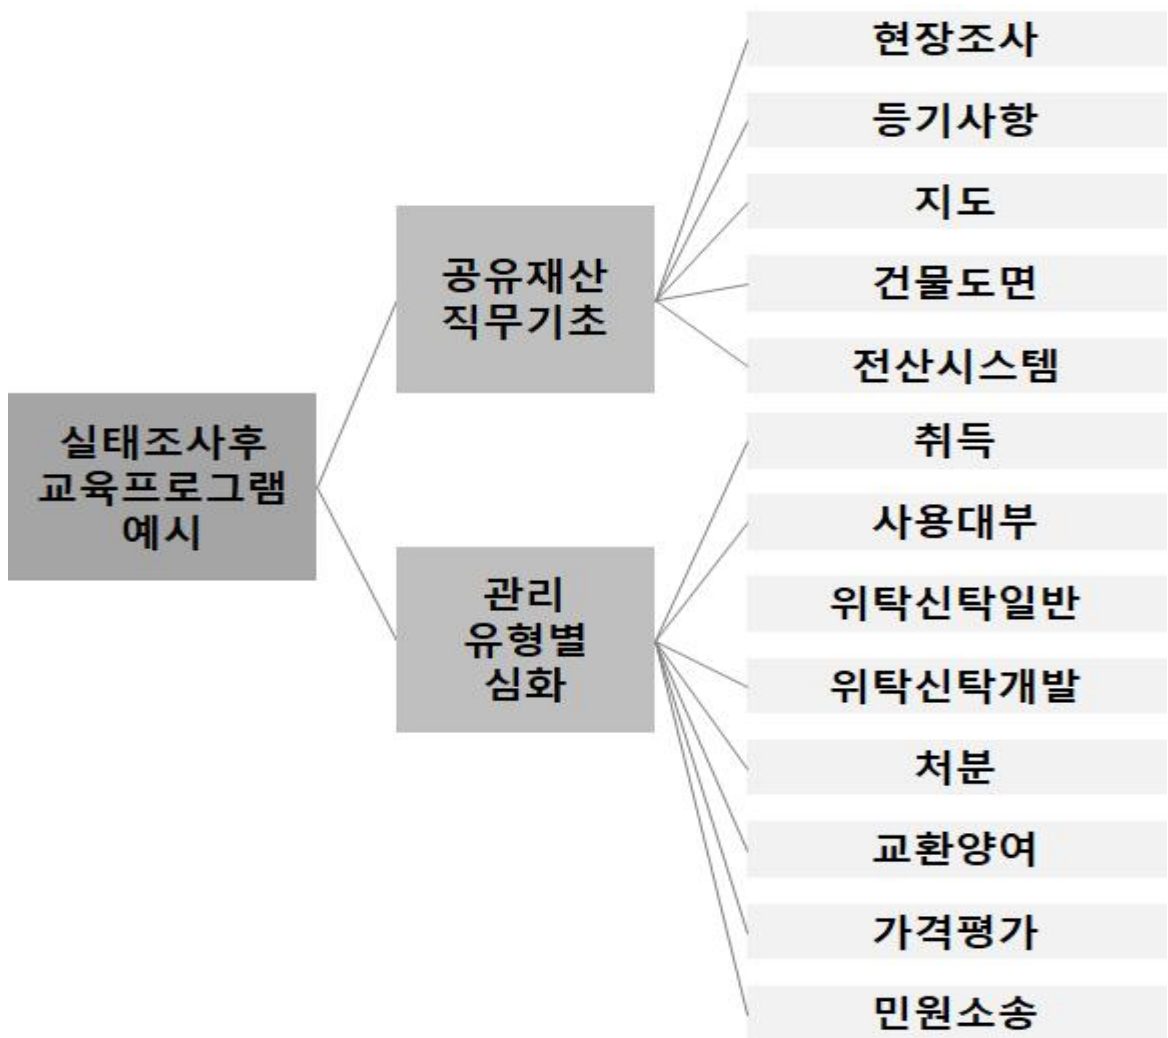 실태조사후
교육프로그램
예시
공유재산
직무기초
현장조사
등기사항
지도
건물도면
전산시스템
관리
유형별
심화
취득
사용대부
위탁신탁일반
위탁신탁개발
처분
교환양여
가격평가
민원소송